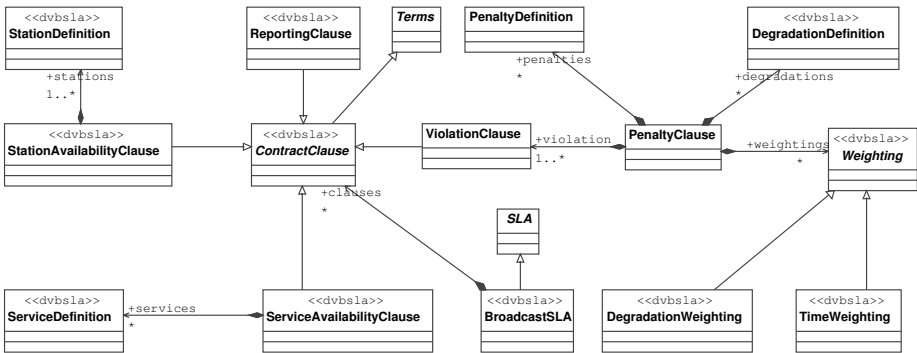 <<dvbsla>>
StationDefinition
<<dvbsla>>
ReportingClause
Terms
PenaltyDefinition
<<dvbsla>>
DegradationDefinition
+stations
1..*
+penalties
*
+degradations
*
<<dvbsla>>
StationAvailabilityClause
<<dvbsla>>
ContractClause
ViolationClause
+violation
1..*
PenaltyClause
+weightings
*
<<dvbsla>>
Weighting
+clauses
*
SLA
<<dvbsla>>
ServiceDefinition
+services
*
<<dvbsla>>
ServiceAvailabilityClause
<<dvbsla>>
BroadcastSLA
<<dvbsla>>
DegradationWeighting
<<dvbsla>>
TimeWeighting